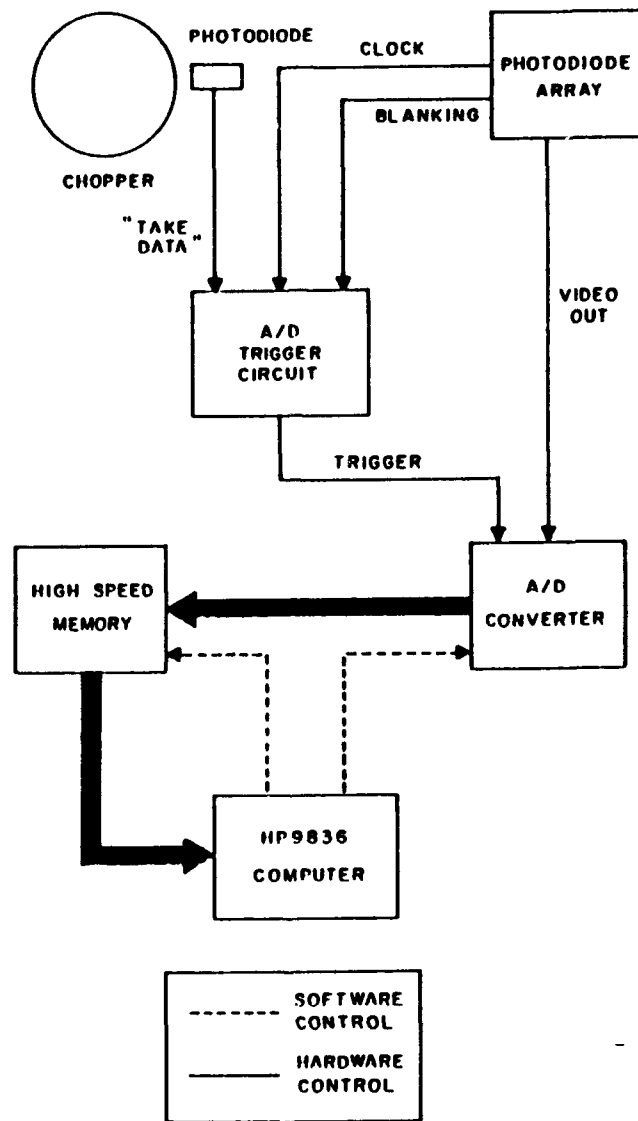 PHOTODIODE
CLOCK
PHOTODIODE
ARRAY
BLANKING
CHOPPER
"TAKE
DATA"
VIDEO
OUT
A/D
TRIGGER
CIRCUIT
TRIGGER
HIGH SPEED
MEMORY
A/D
CONVERTER
HP9836
COMPUTER
SOFTWARE
CONTROL
HARDWARE
CONTROL